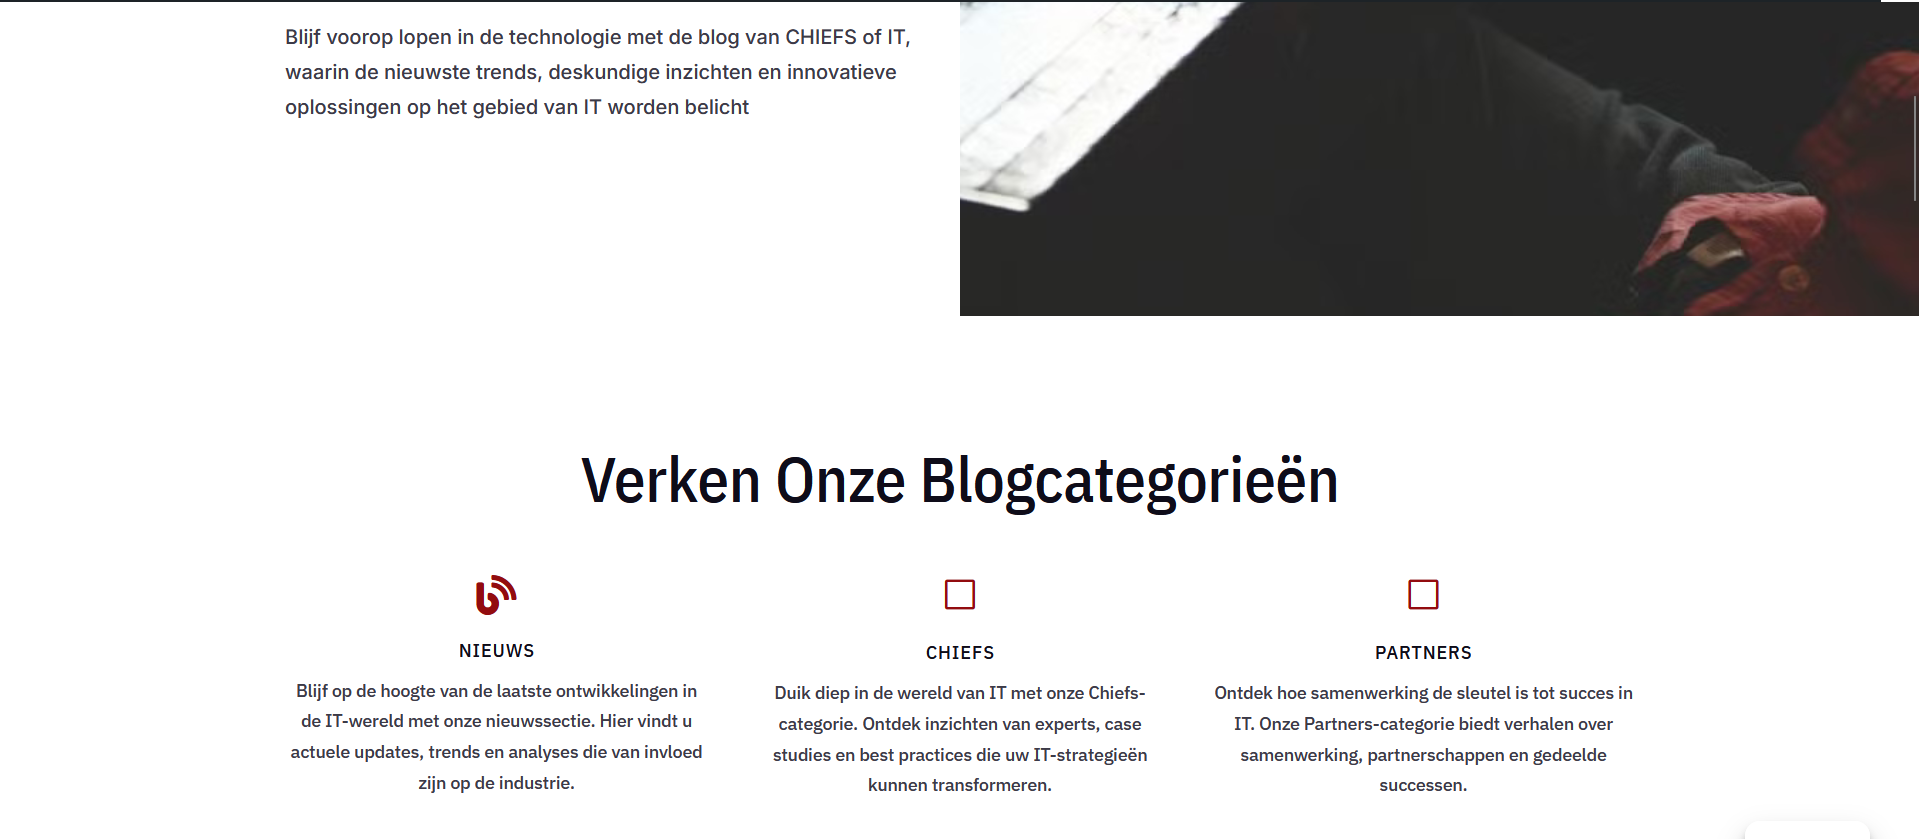 Blijf voorop lopen in de technologie met de blog van CHIEFS of IT,
waarin de nieuwste trends, deskundige inzichten en innovatieve
oplossingen op het gebied van IT worden belicht
Verken Onze Blogcategorieën
NIEUWS
Blijf op de hoogte van de laatste ontwikkelingen in
de IT-wereld met onze nieuwssectie. Hier vindt u
actuele updates, trends en analyses die van invloed
zijn op de industrie.
CHIEFS
Duik diep in de wereld van IT met onze Chiefs-
categorie. Ontdek inzichten van experts, case
studies en best practices die uw IT-strategieën
kunnen transformeren.
PARTNERS
Ontdek hoe samenwerking de sleutel is tot succes in
IT. Onze Partners-categorie biedt verhalen over
samenwerking, partnerschappen en gedeelde
successen.